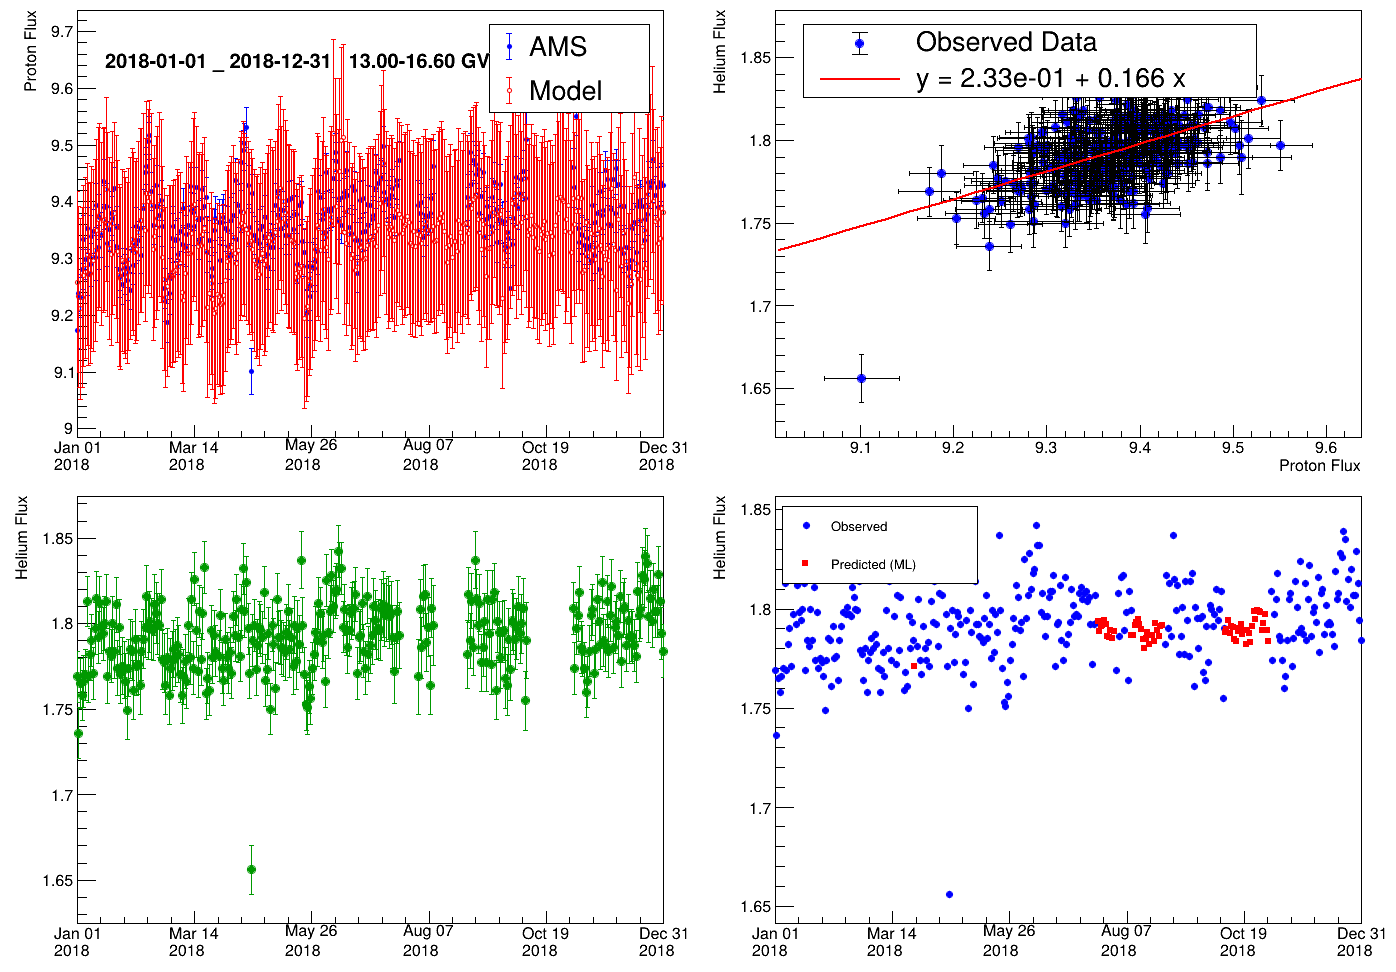 Proton Flux
9.7
9.6
9.5
9.4
9.3
9.2
9.1
9
2018-01-01 _ 2018-12-31
13.00-16.60 GV
AMS
Model
Jan 01
2018
Mar 14
2018
May 26
2018
Aug 07
2018
Oct 19
2018
Dec 31
2018
Helium Flux
1.85
1.8
1.75
1.7
1.65
Observed Data
y = 2.33e-01 + 0.166 x
9.1
9.2
9.3
9.4
9.5
9.6
Proton Flux
Helium Flux
1.85
1.8
1.75
1.7
1.65
Jan 01
2018
Mar 14
2018
May 26
2018
Aug 07
2018
Oct 19
2018
Dec 31
2018
Helium Flux
1.85
1.8
1.75
1.7
1.65
Observed
Predicted (ML)
Jan 01
2018
Mar 14
2018
May 26
2018
Aug 07
2018
Oct 19
2018
Dec 31
2018